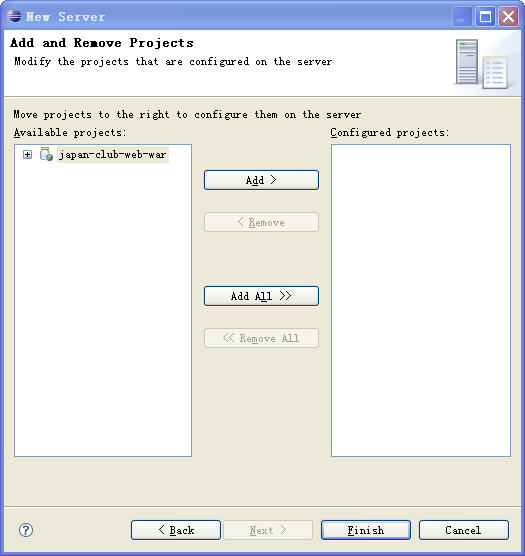 New Server
Add and Remove Projects
Modify the projects that are configured on the server
Move projects to the right to configure them on the server
Available projects:
Configured projects:
japan-club-web-war
Add >
< Remove
Add All >>
<< Remove All
?
< Back
Next >
Finish
Cancel